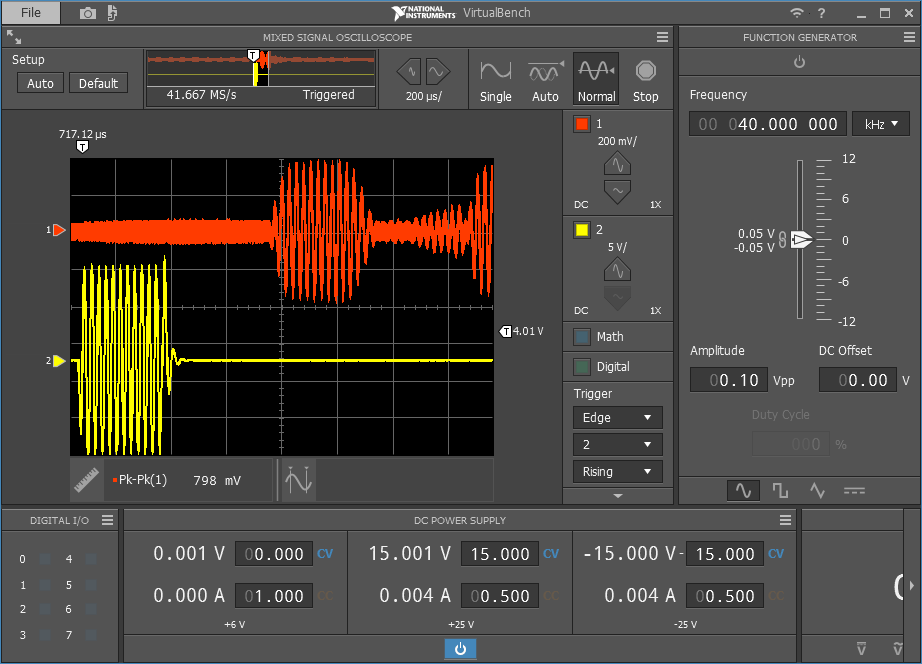 File
NATIONAL INSTRUMENTS VirtualBench
?
MIXED SIGNAL OSCILLOSCOPE
FUNCTION GENERATOR
Setup
Auto
Default
T
41.667 MS/s
Triggered
200 µs/
Single
Auto
Normal
Stop
717.12 µs
T
1
2
T 4.01 V
1
200 mV/
DC
1X
2
5 V/
DC
1X
Math
Digital
Trigger
Edge
2
Rising
Pk-Pk(1)
798 mV
Frequency
00 040.000 000
kHz
12
6
0
-6
-12
0.05 V
-0.05 V
Amplitude
DC Offset
00.10 Vpp
00.00 V
Duty Cycle
000 %
DIGITAL I/O
0 4
1 5
2 6
3 7
DC POWER SUPPLY
0.001 V 00.000 CV
0.000 A 01.000 CC
+6 V
15.001 V 15.000 CV
0.004 A 00.500 CC
+25 V
-15.000 V - 15.000 CV
0.004 A 00.500 CC
-25 V
V
V